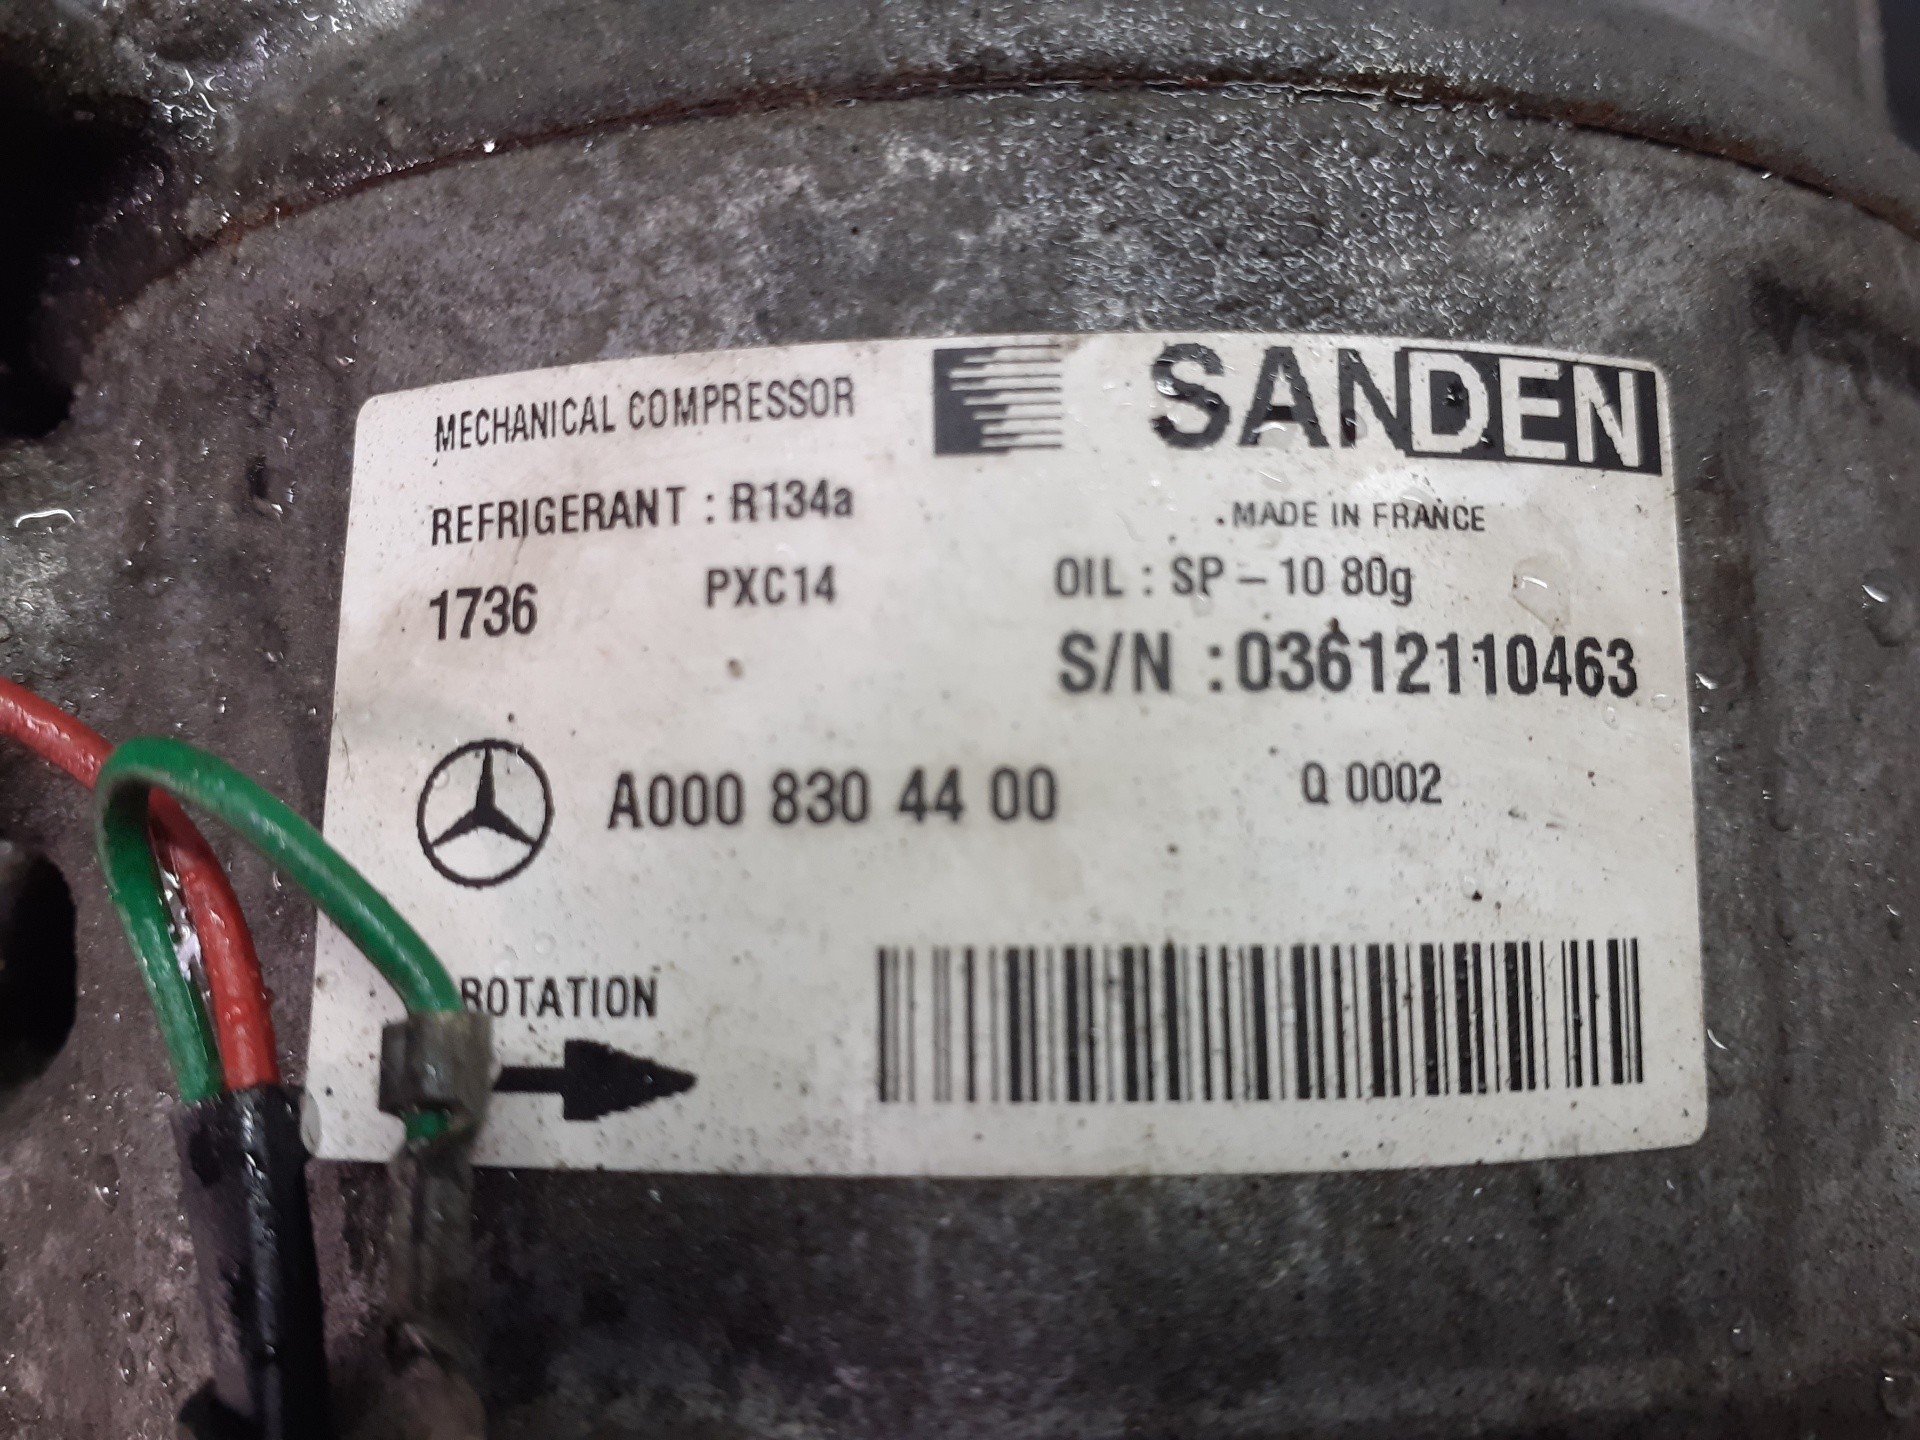 MECHANICAL COMPRESSOR
SANDEN
REFRIGERANT : R134a
MADE IN FRANCE
1736 PXC14 OIL : SP - 10 80g
S/N : 03612110463
A000 830 44 00 Q 0002
ROTATION